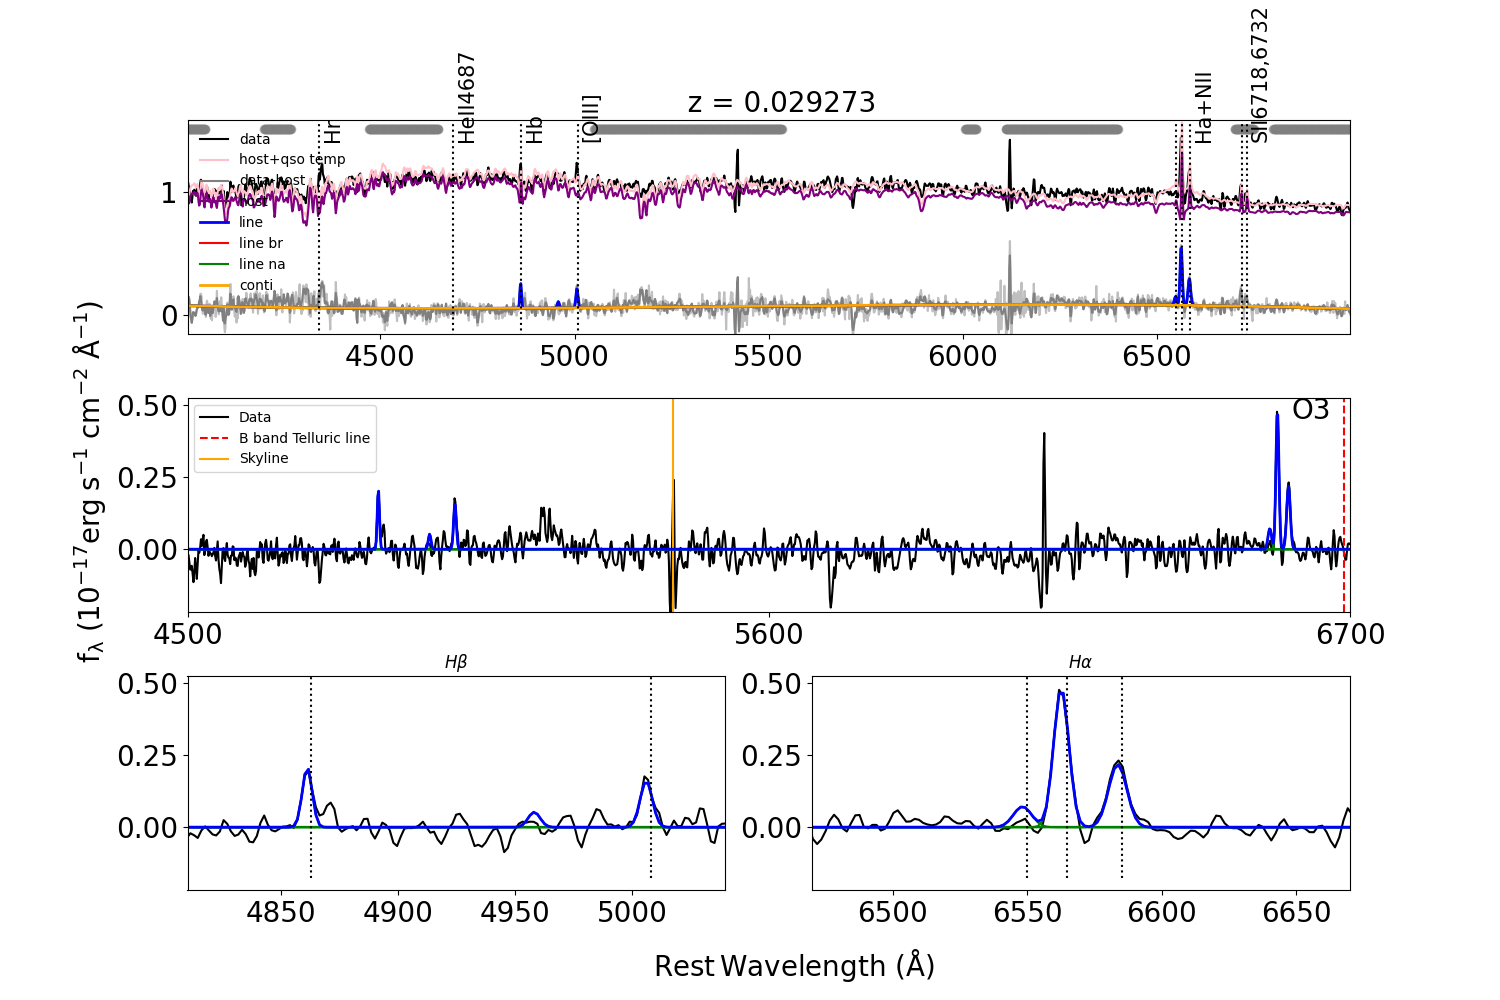 z = 0.029273
Hr
HeII4687
Hb
[OIII]
Ha+NII
SII6718,6732
data
host+qso temp
data-host
host
line
line br
line na
conti
1
0
4500
5000
5500
6000
6500
f_λ (10^−17 erg s^−1 cm^−2 Å^−1)
O3
Data
B band Telluric line
Skyline
0.50
0.25
0.00
4500
5600
6700
Hβ
0.50
0.25
0.00
4850
4900
4950
5000
Hα
0.50
0.25
0.00
6500
6550
6600
6650
Rest Wavelength (Å)